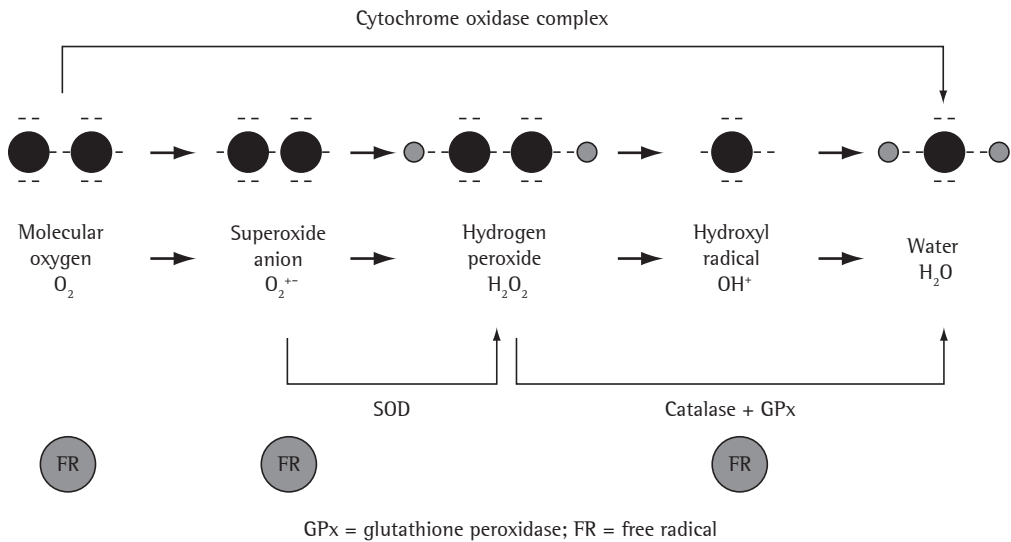 Cytochrome oxidase complex
Molecular
oxygen
O₂
Superoxide
anion
O₂⁺⁻
Hydrogen
peroxide
H₂O₂
Hydroxyl
radical
OH⁺
Water
H₂O
SOD
Catalase + GPx
FR
FR
FR
GPx = glutathione peroxidase; FR = free radical